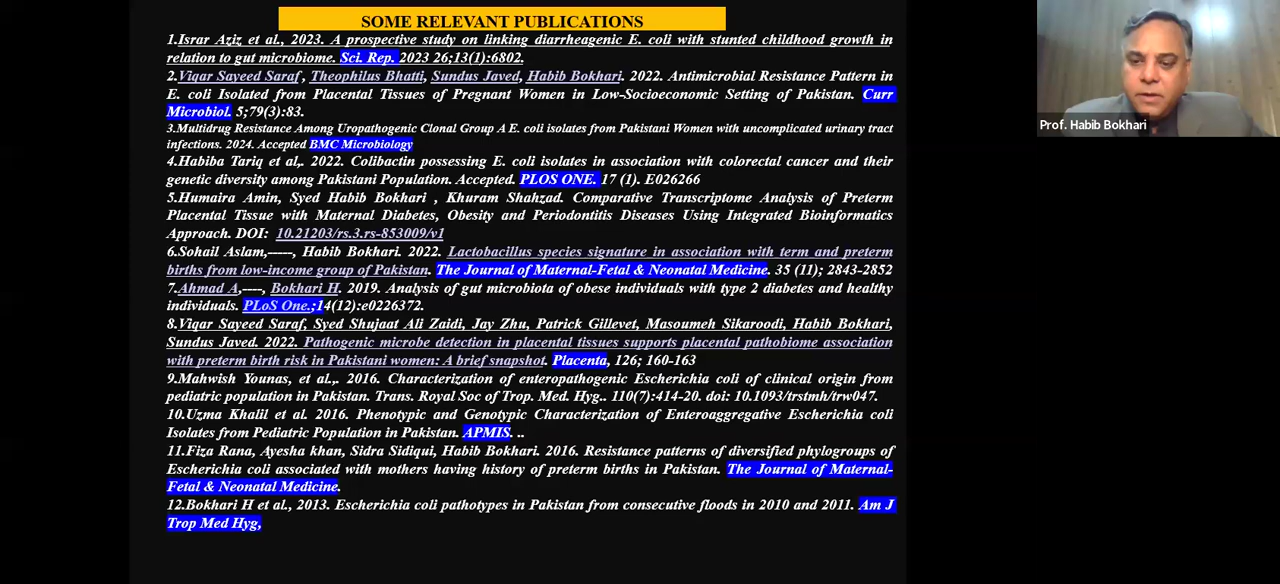 SOME RELEVANT PUBLICATIONS
1.Israr Aziz et al., 2023. A prospective study on linking diarrheagenic E. coli with stunted childhood growth in
relation to gut microbiome. Sci. Rep. 2023 26;13(1):6802.
2.Viqar Sayeed Saraf , Theophilus Bhatti, Sundus Javed, Habib Bokhari. 2022. Antimicrobial Resistance Pattern in
E. coli Isolated from Placental Tissues of Pregnant Women in Low-Socioeconomic Setting of Pakistan. Curr
Microbiol. 5;79(3):83.
3.Multidrug Resistance Among Uropathogenic Clonal Group A E. coli isolates from Pakistani Women with uncomplicated urinary tract
infections. 2024. Accepted BMC Microbiology
4.Habiba Tariq et al,. 2022. Colibactin possessing E. coli isolates in association with colorectal cancer and their
genetic diversity among Pakistani Population. Accepted. PLOS ONE. 17 (1). E026266
5.Humaira Amin, Syed Habib Bokhari , Khuram Shahzad. Comparative Transcriptome Analysis of Preterm
Placental Tissue with Maternal Diabetes, Obesity and Periodontitis Diseases Using Integrated Bioinformatics
Approach. DOI: 10.21203/rs.3.rs-853009/v1
6.Sohail Aslam,-----, Habib Bokhari. 2022. Lactobacillus species signature in association with term and preterm
births from low-income group of Pakistan. The Journal of Maternal-Fetal & Neonatal Medicine. 35 (11); 2843-2852
7.Ahmad A,----, Bokhari H. 2019. Analysis of gut microbiota of obese individuals with type 2 diabetes and healthy
individuals. PLoS One.;14(12):e0226372.
8.Viqar Sayeed Saraf, Syed Shujaat Ali Zaidi, Jay Zhu, Patrick Gillevet, Masoumeh Sikaroodi, Habib Bokhari,
Sundus Javed. 2022. Pathogenic microbe detection in placental tissues supports placental pathobiome association
with preterm birth risk in Pakistani women: A brief snapshot. Placenta, 126; 160-163
9.Mahwish Younas, et al,. 2016. Characterization of enteropathogenic Escherichia coli of clinical origin from
pediatric population in Pakistan. Trans. Royal Soc of Trop. Med. Hyg.. 110(7):414-20. doi: 10.1093/trstmh/trw047.
10.Uzma Khalil et al. 2016. Phenotypic and Genotypic Characterization of Enteroaggregative Escherichia coli
Isolates from Pediatric Population in Pakistan. APMIS. ..
11.Fiza Rana, Ayesha khan, Sidra Sidiqui, Habib Bokhari. 2016. Resistance patterns of diversified phylogroups of
Escherichia coli associated with mothers having history of preterm births in Pakistan. The Journal of Maternal-
Fetal & Neonatal Medicine.
12.Bokhari H et al., 2013. Escherichia coli pathotypes in Pakistan from consecutive floods in 2010 and 2011. Am J
Trop Med Hyg,
Prof. Habib Bokhari